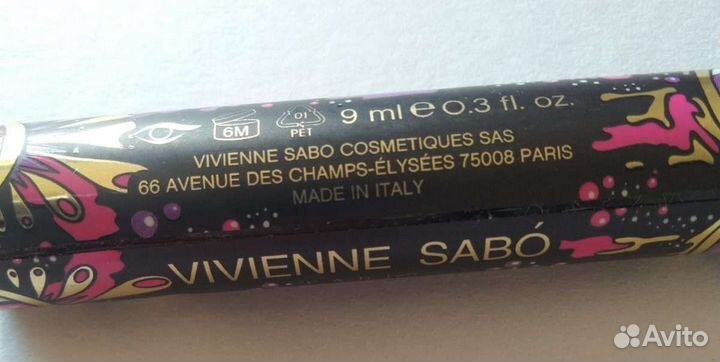 6M 01 PET 9 ml ℮ 0.3 fl. oz.
VIVIENNE SABO COSMETIQUES SAS
66 AVENUE DES CHAMPS-ÉLYSÉES 75008 PARIS
MADE IN ITALY
VIVIENNE SABÓ
Avito